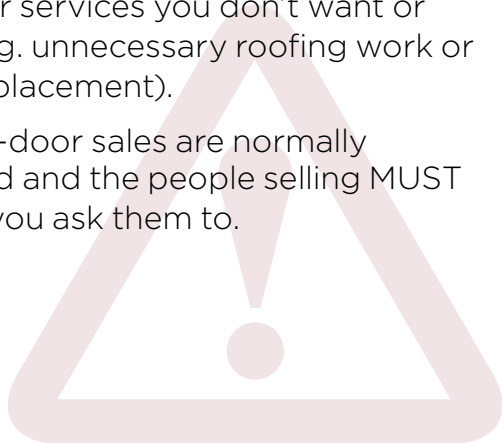 r services you don't want or
g. unnecessary roofing work or
placement).
-door sales are normally
d and the people selling MUST
you ask them to.